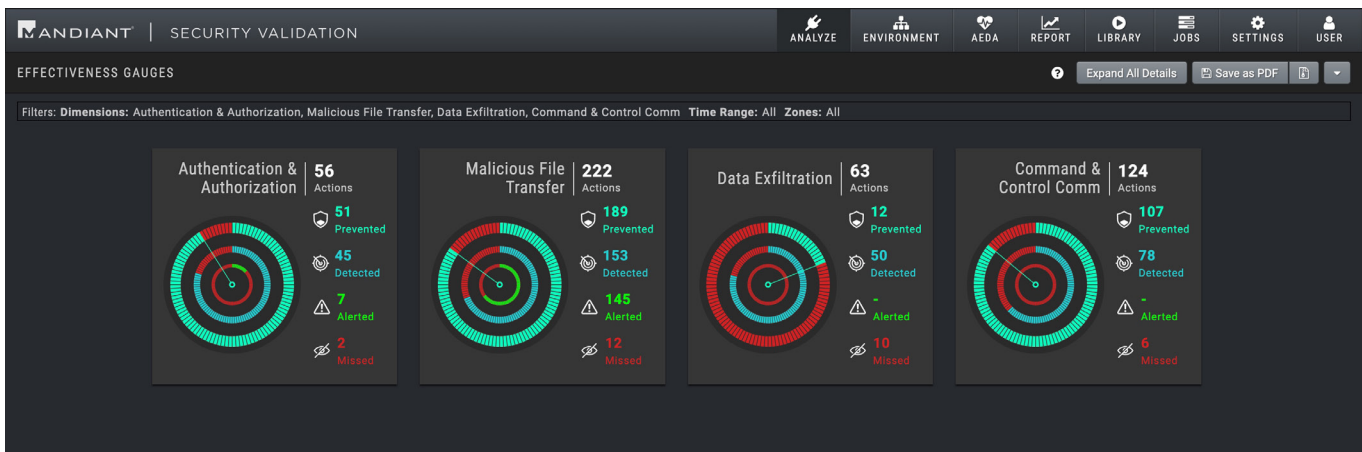 MANDIANT | SECURITY VALIDATION
ANALYZE ENVIRONMENT AEDA REPORT LIBRARY JOBS SETTINGS USER
EFFECTIVENESS GAUGES
Expand All Details Save as PDF
Filters: Dimensions: Authentication & Authorization, Malicious File Transfer, Data Exfiltration, Command & Control Comm Time Range: All Zones: All
Authentication &
Authorization
56
Actions
51
Prevented
45
Detected
7
Alerted
2
Missed
Malicious File
Transfer
222
Actions
189
Prevented
153
Detected
145
Alerted
12
Missed
Data Exfiltration
63
Actions
12
Prevented
50
Detected
-
Alerted
10
Missed
Command &
Control Comm
124
Actions
107
Prevented
78
Detected
-
Alerted
6
Missed